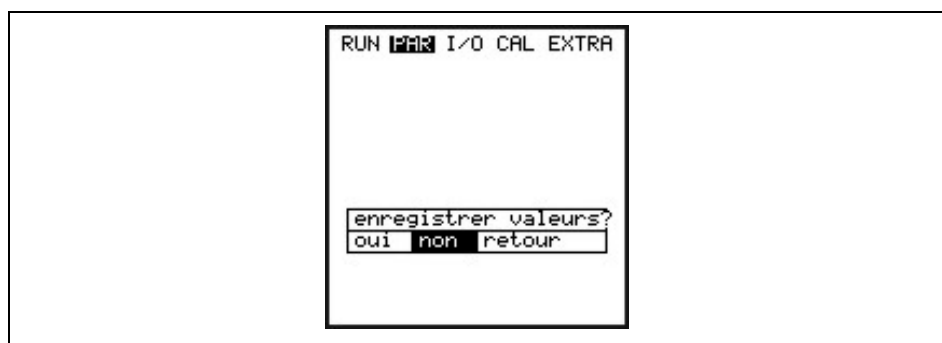 RUN PAR I/O CAL EXTRA
enregistrer valeurs?
oui non retour